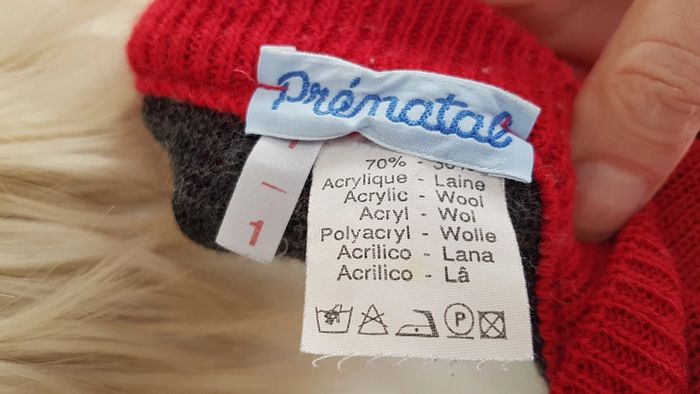 Prénatal
70% - 30%
Acrylique - Laine
Acrylic - Wool
Acryl - Wol
Polyacryl - Wolle
Acrilico - Lana
Acrilico - Lã
1
P